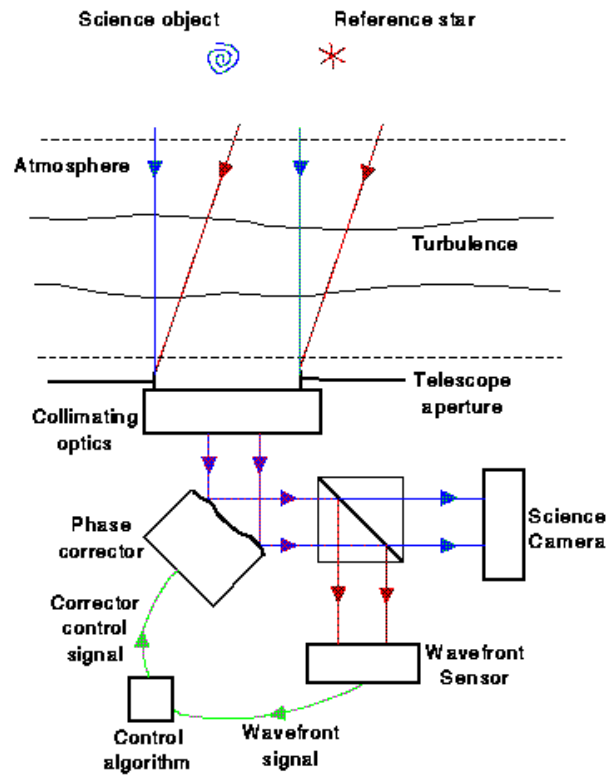 Science object
Reference star
Atmosphere
Turbulence
Telescope
aperture
Collimating
optics
Phase
corrector
Science
Camera
Corrector
control
signal
Wavefront
Sensor
Control
algorithm
Wavefront
signal